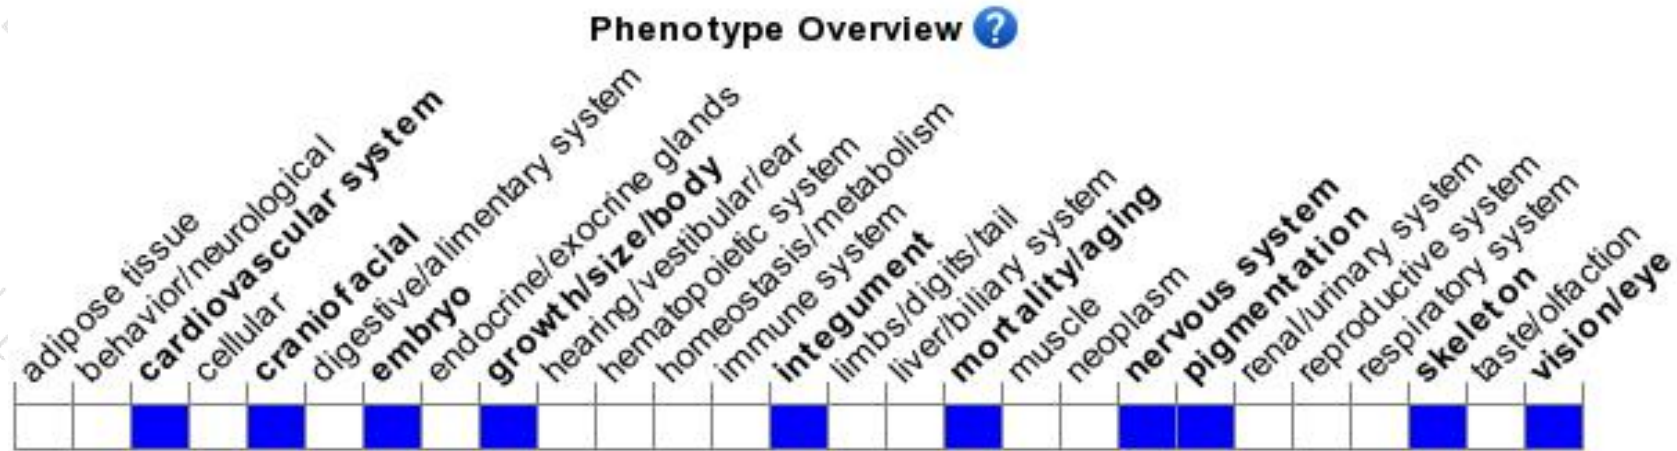 Phenotype Overview ?
adipose tissue
behavior/neurological
cardiovascular system
cellular
craniofacial
digestive/alimentary system
embryo
endocrine/exocrine glands
growth/size/body
hearing/vestibular/ear
hematopoietic system
homeostasis/metabolism
immune system
integument
limbs/digits/tail
liver/biliary system
mortality/aging
muscle
neoplasm
nervous system
pigmentation
renal/urinary system
reproductive system
respiratory system
skeleton
taste/olfaction
vision/eye